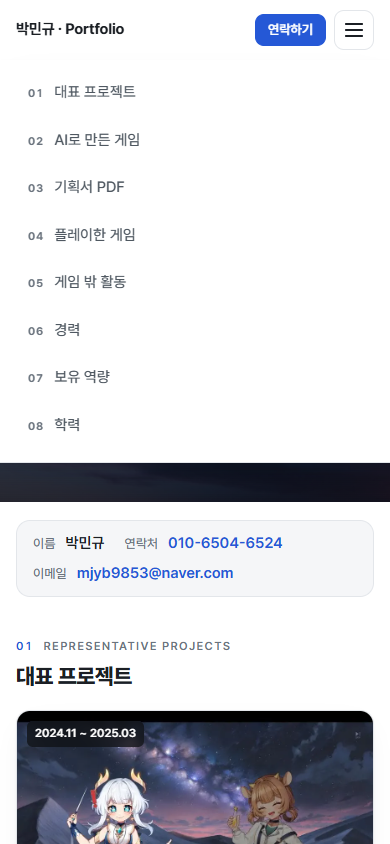 박민규 · Portfolio
연락하기
01 대표 프로젝트
02 AI로 만든 게임
03 기획서 PDF
04 플레이한 게임
05 게임 밖 활동
06 경력
07 보유 역량
08 학력
이름 박민규 연락처 010-6504-6524
이메일 mjyb9853@naver.com
01 REPRESENTATIVE PROJECTS
대표 프로젝트
2024.11 ~ 2025.03